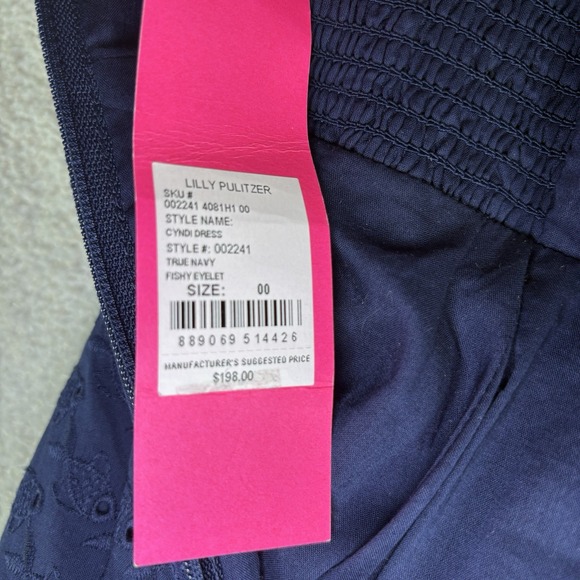 LILLY PULITZER
SKU #
002241 4081H1 00
STYLE NAME:
CYNDI DRESS
STYLE #: 002241
TRUE NAVY
FISHY EYELET
SIZE: 00
889069 514426
MANUFACTURER'S SUGGESTED PRICE
$198.00